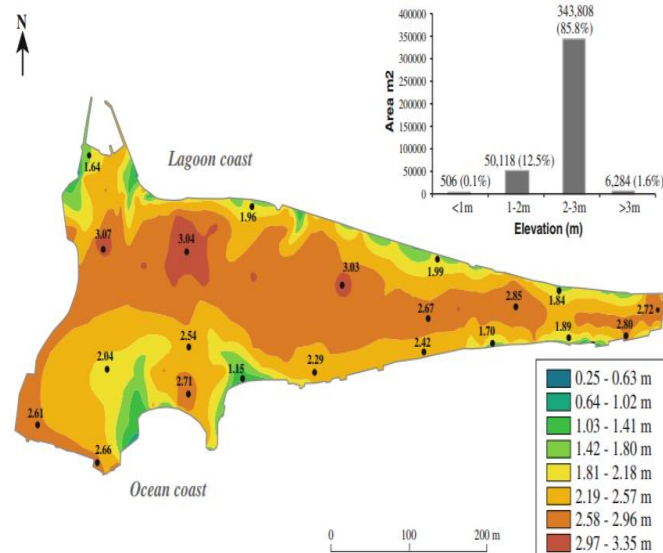 N
Lagoon coast
Ocean coast
Area m2
400000
350000
300000
250000
200000
150000
100000
50000
0
343,808
(85.8%)
50,118 (12.5%)
506 (0.1%)
6,284 (1.6%)
<1m 1-2m 2-3m >3m
Elevation (m)
1.64
1.96
3.07
3.04
3.03
1.99
2.67
2.85
1.84
2.72
2.54
2.04
2.71
1.15
2.29
2.42
1.70
1.89
2.80
2.61
2.66
0.25 - 0.63 m
0.64 - 1.02 m
1.03 - 1.41 m
1.42 - 1.80 m
1.81 - 2.18 m
2.19 - 2.57 m
2.58 - 2.96 m
2.97 - 3.35 m
0 100 200 m